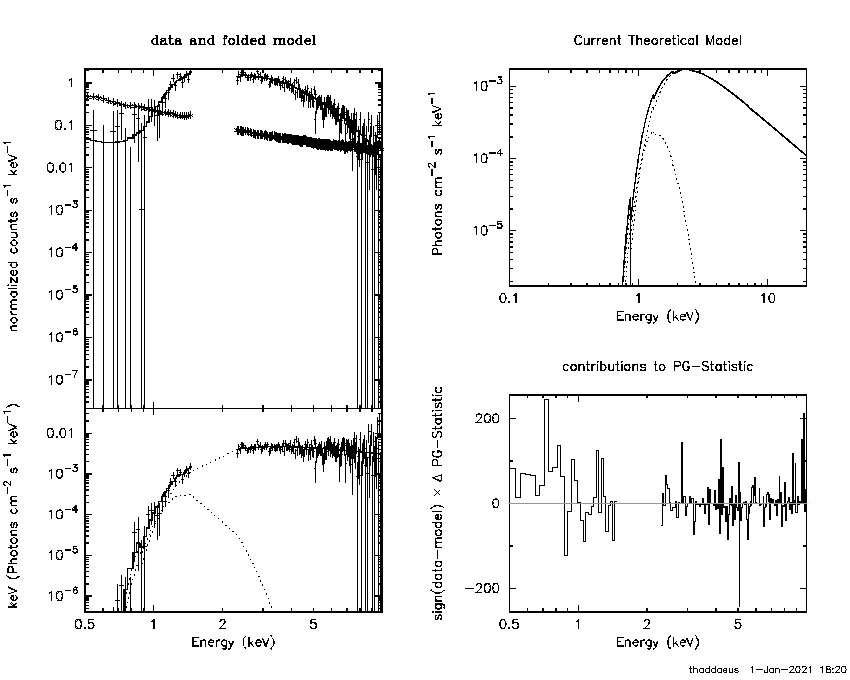 data and folded model
normalized counts s⁻¹ keV⁻¹
1
0.1
0.01
10⁻³
10⁻⁴
10⁻⁵
10⁻⁶
10⁻⁷
keV (Photons cm⁻² s⁻¹ keV⁻¹)
0.01
10⁻³
10⁻⁴
10⁻⁵
10⁻⁶
0.5 1 2 5
Energy (keV)
Current Theoretical Model
Photons cm⁻² s⁻¹ keV⁻¹
10⁻³
10⁻⁴
10⁻⁵
0.1 1 10
Energy (keV)
contributions to PG-Statistic
sign(data-model) × Δ PG-Statistic
200
0
-200
0.5 1 2 5
Energy (keV)
thaddaeus 1-Jan-2021 18:20